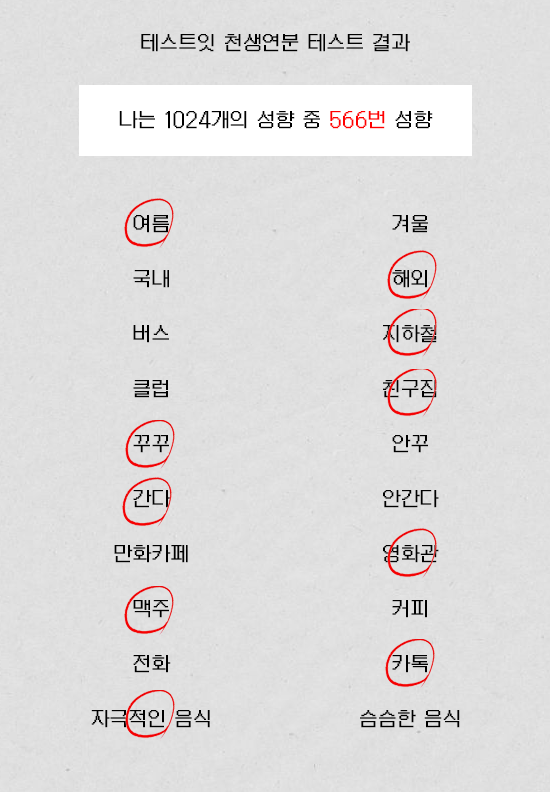 테스트잇 천생연분 테스트 결과
나는 1024개의 성향 중 566번 성향
여름 겨울
국내 해외
버스 지하철
클럽 친구집
꾸꾸 안꾸
간다 안간다
만화카페 영화관
맥주 커피
전화 카톡
자극적인 음식 슴슴한 음식